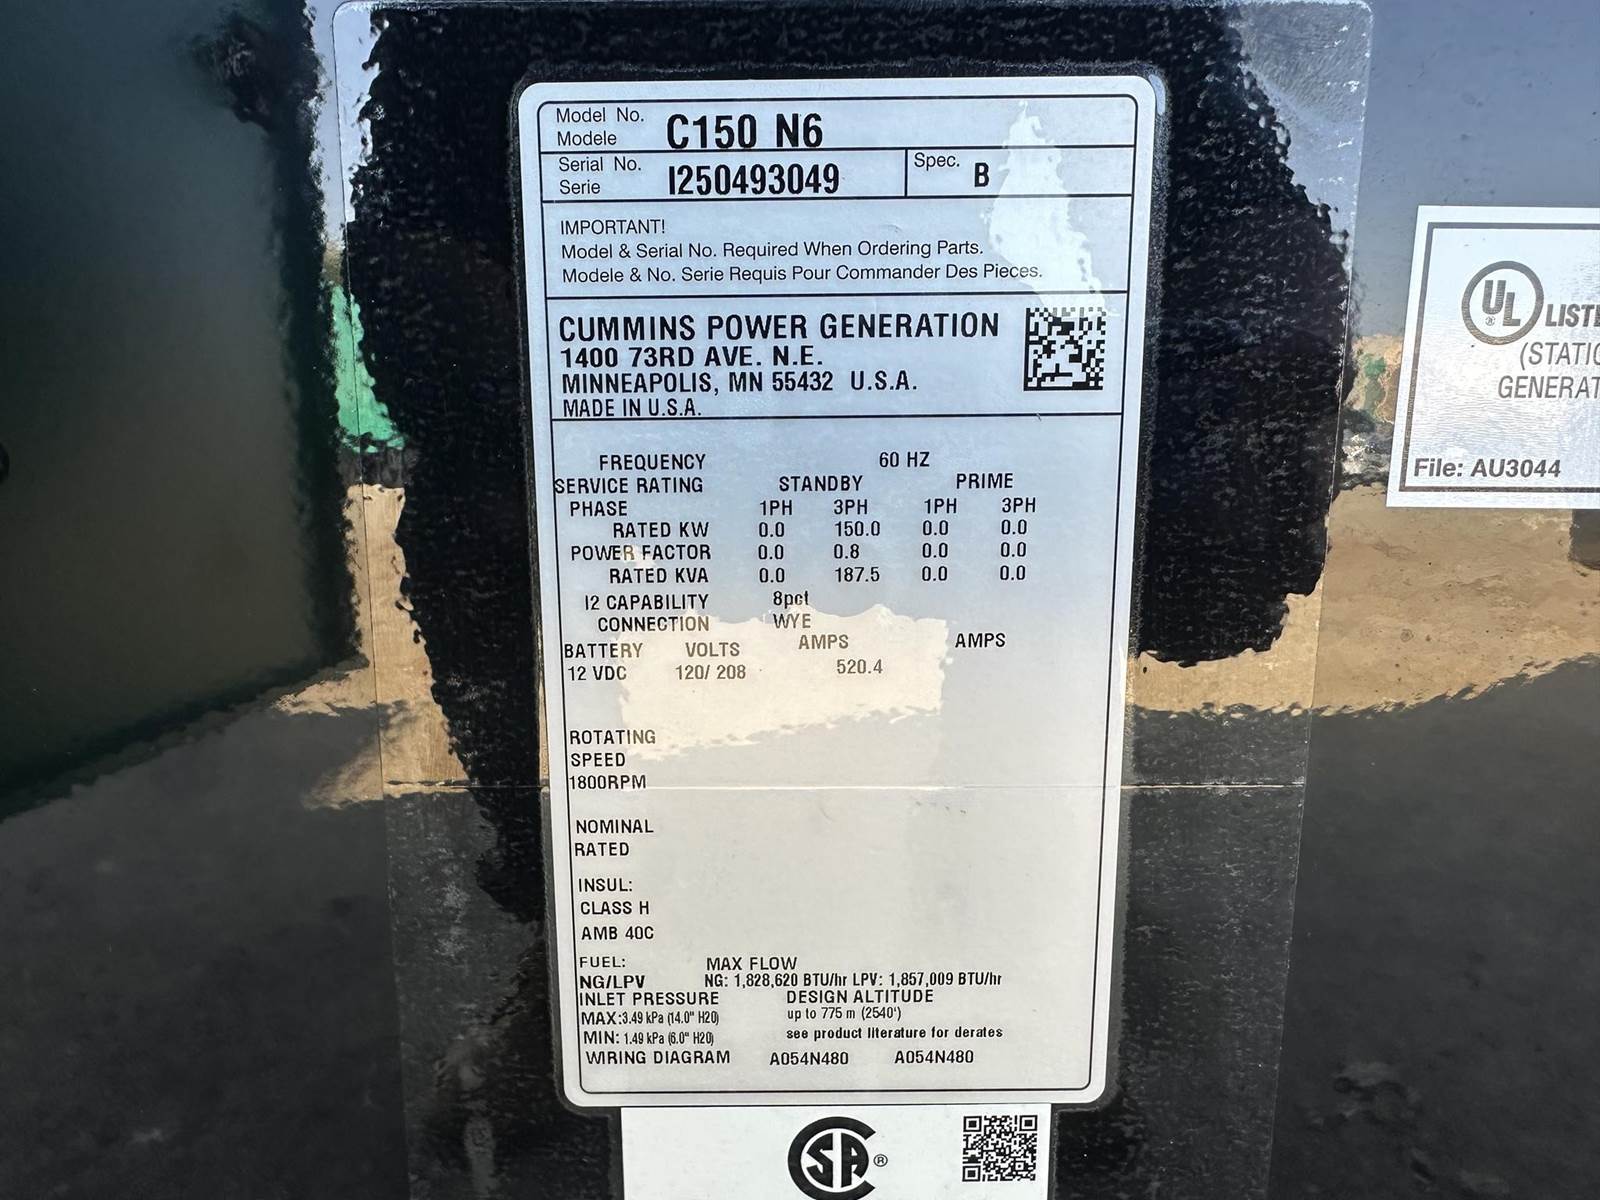 Model No. C150 N6
Modele
Serial No. I250493049 Spec. B
Serie
IMPORTANT!
Model & Serial No. Required When Ordering Parts.
Modele & No. Serie Requis Pour Commander Des Pieces.
CUMMINS POWER GENERATION
1400 73RD AVE. N.E.
MINNEAPOLIS, MN 55432 U.S.A.
MADE IN U.S.A.
FREQUENCY 60 HZ
SERVICE RATING STANDBY PRIME
PHASE 1PH 3PH 1PH 3PH
RATED KW 0.0 150.0 0.0 0.0
POWER FACTOR 0.0 0.8 0.0 0.0
RATED KVA 0.0 187.5 0.0 0.0
I2 CAPABILITY 8pct
CONNECTION WYE
BATTERY VOLTS AMPS AMPS
12 VDC 120/ 208 520.4
ROTATING
SPEED
1800RPM
NOMINAL
RATED
INSUL:
CLASS H
AMB 40C
FUEL: MAX FLOW
NG/LPV NG: 1,828,620 BTU/hr LPV: 1,857,009 BTU/hr
INLET PRESSURE DESIGN ALTITUDE
MAX:3.49 kPa (14.0" H20) up to 775 m (2540')
MIN: 1.49 kPa (6.0" H20) see product literature for derates
WIRING DIAGRAM A054N480 A054N480
SA ®
UL ® LISTE
(STATIO
GENERAT
File: AU3044